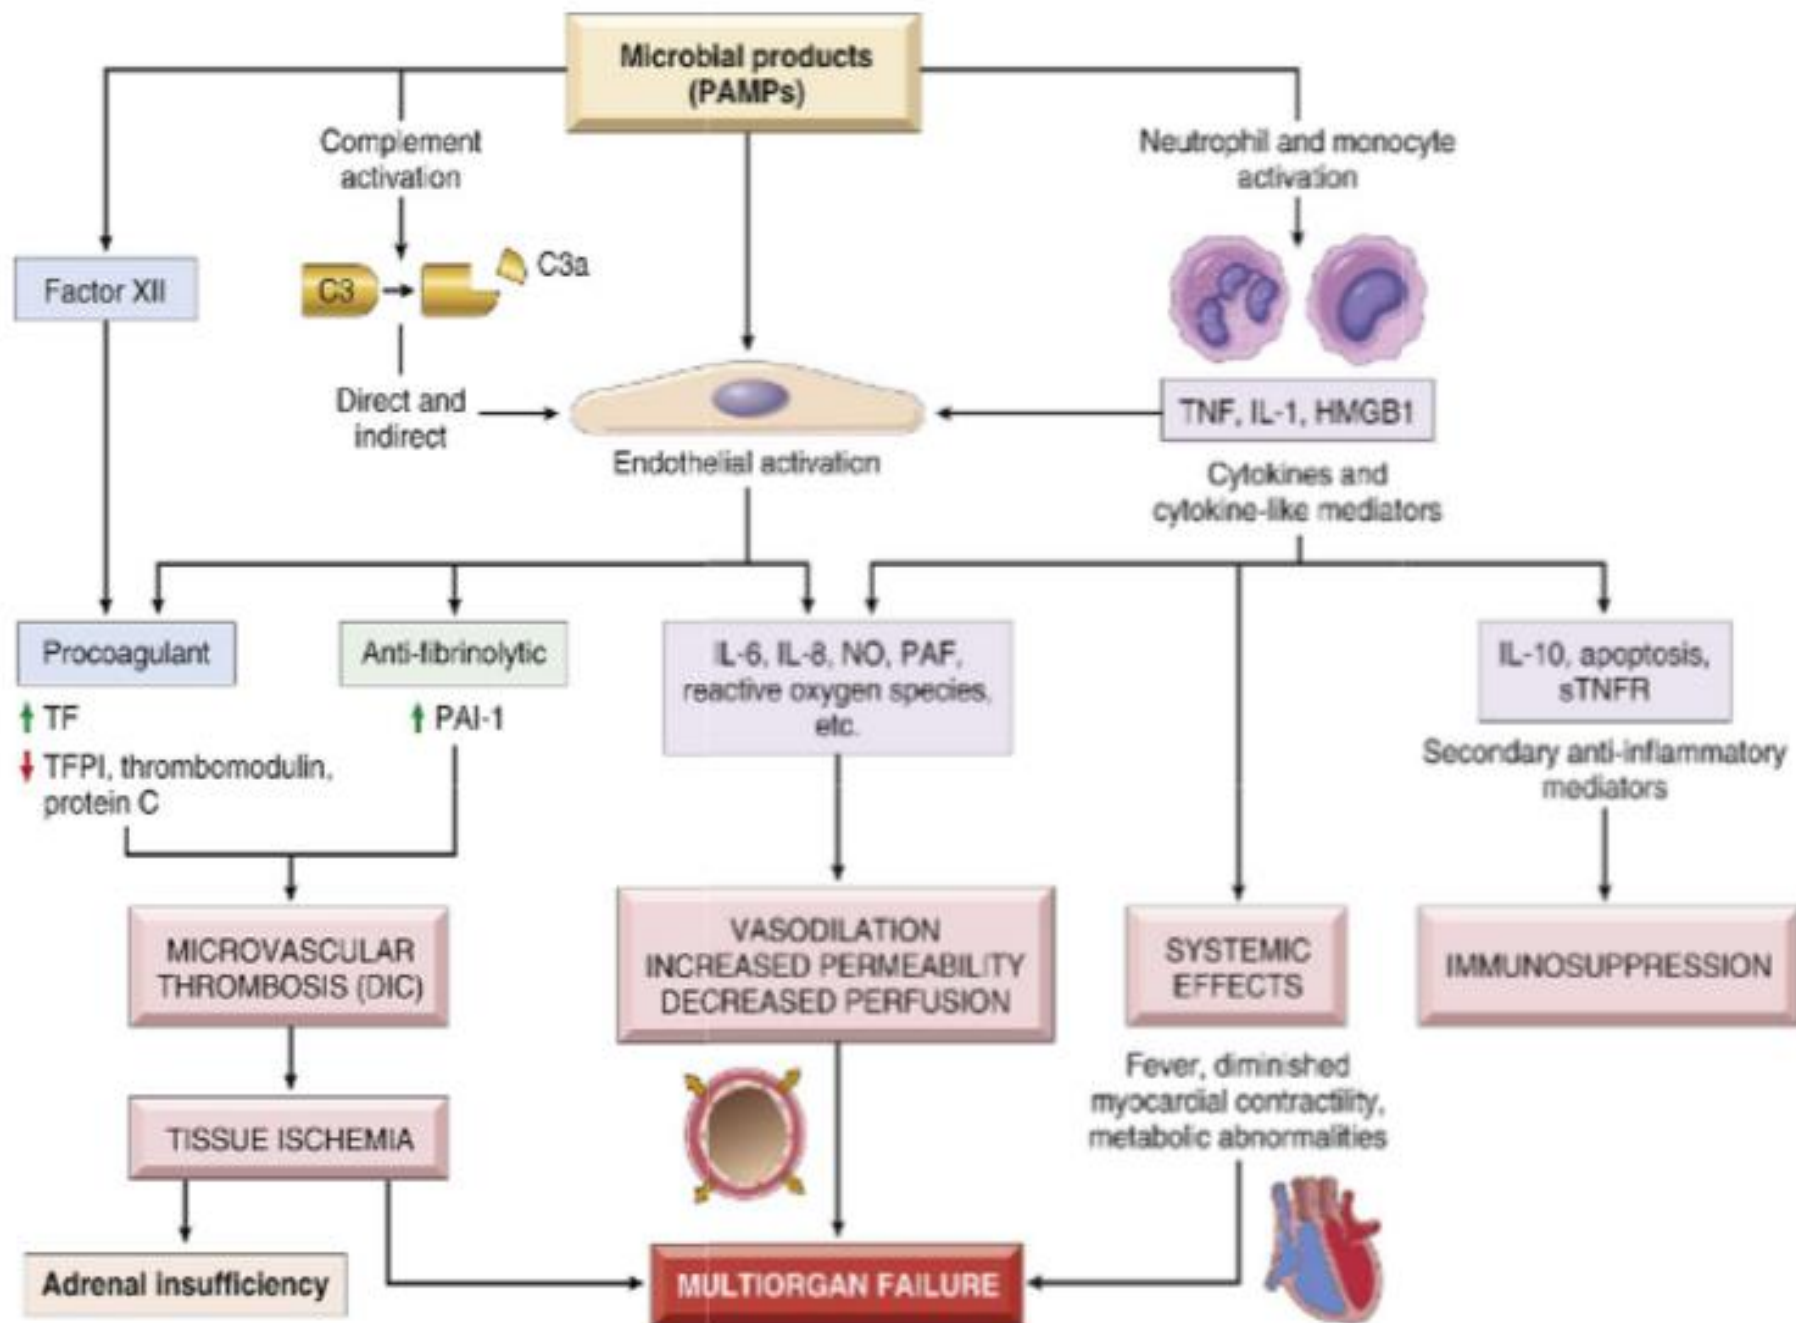 Microbial products
(PAMPs)
Complement
activation
Neutrophil and monocyte
activation
Factor XII
C3
C3a
Direct and
indirect
TNF, IL-1, HMGB1
Endothelial activation
Cytokines and
cytokine-like mediators
Procoagulant
Anti-fibrinolytic
IL-6, IL-8, NO, PAF,
reactive oxygen species,
etc.
IL-10, apoptosis,
sTNFR
↑ TF
↑ PAI-1
↓ TFPI, thrombomodulin,
protein C
Secondary anti-inflammatory
mediators
MICROVASCULAR
THROMBOSIS (DIC)
VASODILATION
INCREASED PERMEABILITY
DECREASED PERFUSION
SYSTEMIC
EFFECTS
IMMUNOSUPPRESSION
Fever, diminished
myocardial contractility,
metabolic abnormalities
TISSUE ISCHEMIA
Adrenal insufficiency
MULTIORGAN FAILURE